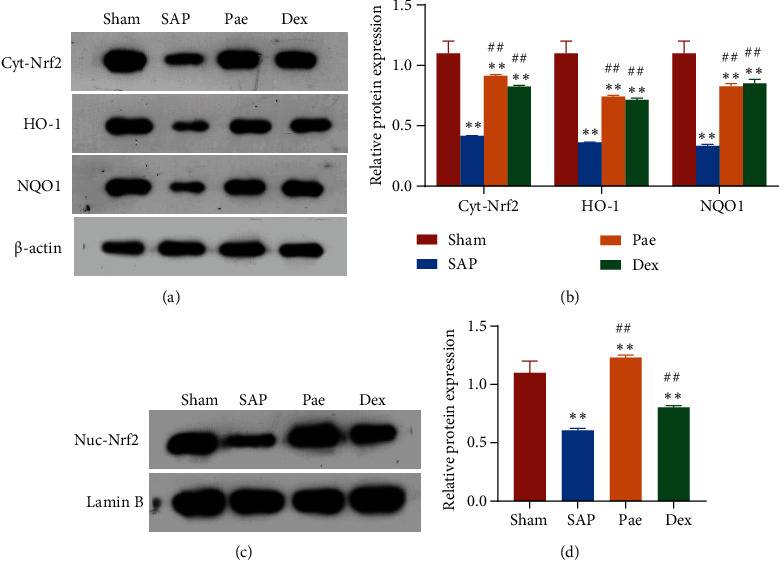 Sham SAP Pae Dex
Cyt-Nrf2
HO-1
NQO1
β-actin
(a)
Relative protein expression
1.5
1.0
0.5
0.0
**
##
**
##
**
**
##
**
##
**
**
##
**
##
**
Cyt-Nrf2 HO-1 NQO1
Sham Pae
SAP Dex
(b)
Sham SAP Pae Dex
Nuc-Nrf2
Lamin B
(c)
Relative protein expression
1.5
1.0
0.5
0.0
**
##
**
##
**
Sham SAP Pae Dex
(d)